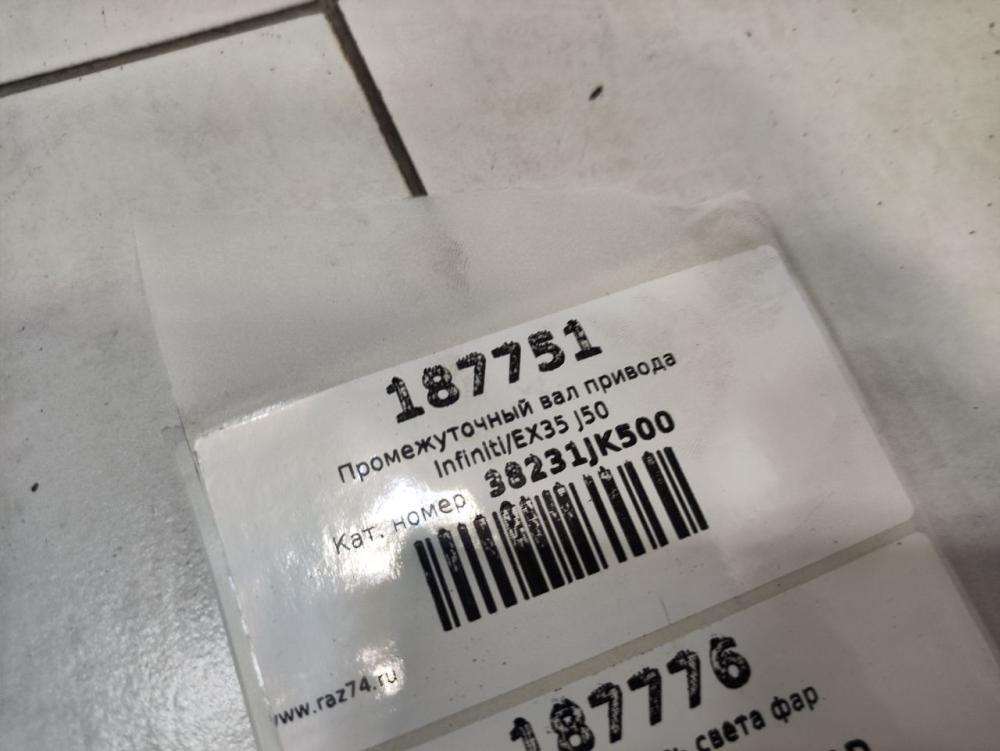 187751
Промежуточный вал привода
Infiniti/EX35 J50
Кат. номер 38231JK500
www.raz74.ru
187776
света фар